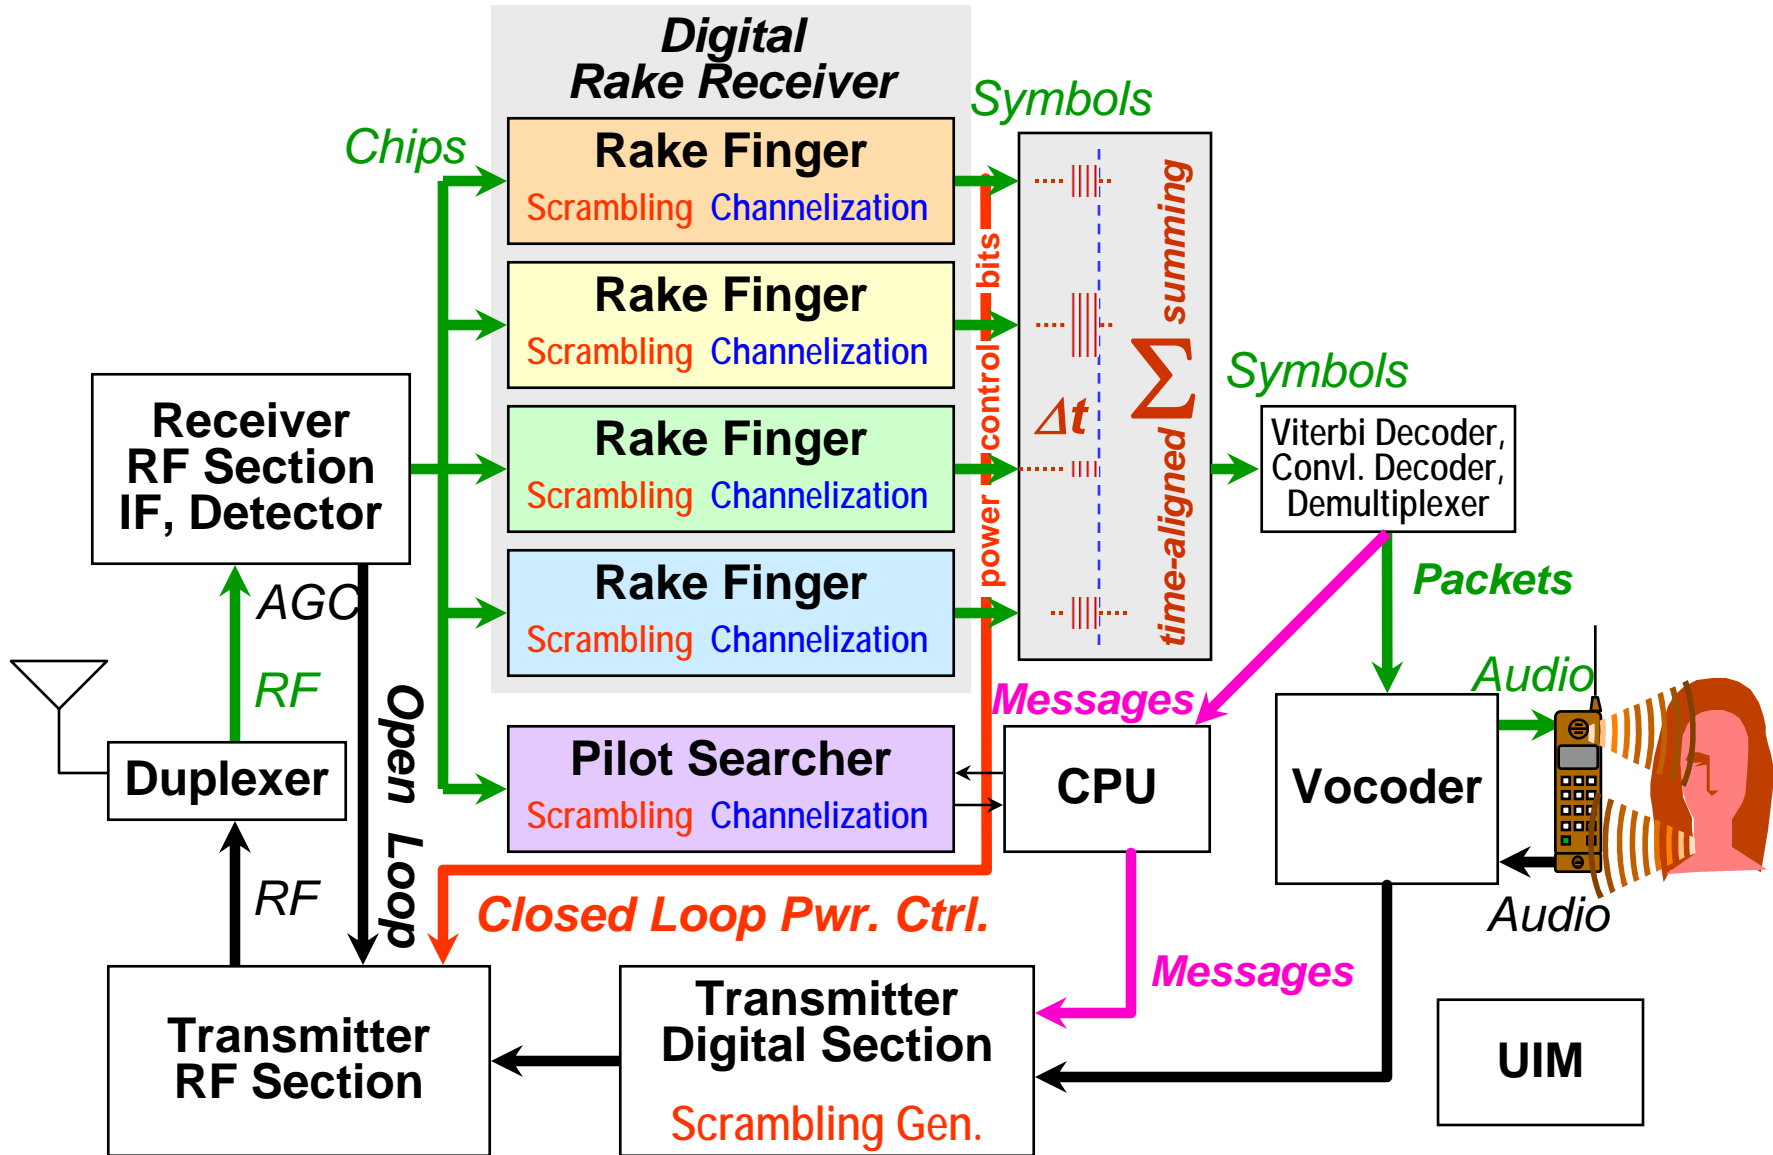 Digital
Rake Receiver
Symbols
Chips
Rake Finger
Scrambling Channelization
Rake Finger
Scrambling Channelization
Rake Finger
Scrambling Channelization
Rake Finger
Scrambling Channelization
power control bits
Δt
time-aligned Σ summing
Symbols
Receiver
RF Section
IF, Detector
Viterbi Decoder,
Convl. Decoder,
Demultiplexer
AGC
RF
Open Loop
Packets
Messages
Audio
Duplexer
Pilot Searcher
Scrambling Channelization
CPU
Vocoder
RF
Closed Loop Pwr. Ctrl.
Audio
Messages
Transmitter
RF Section
Transmitter
Digital Section
Scrambling Gen.
UIM